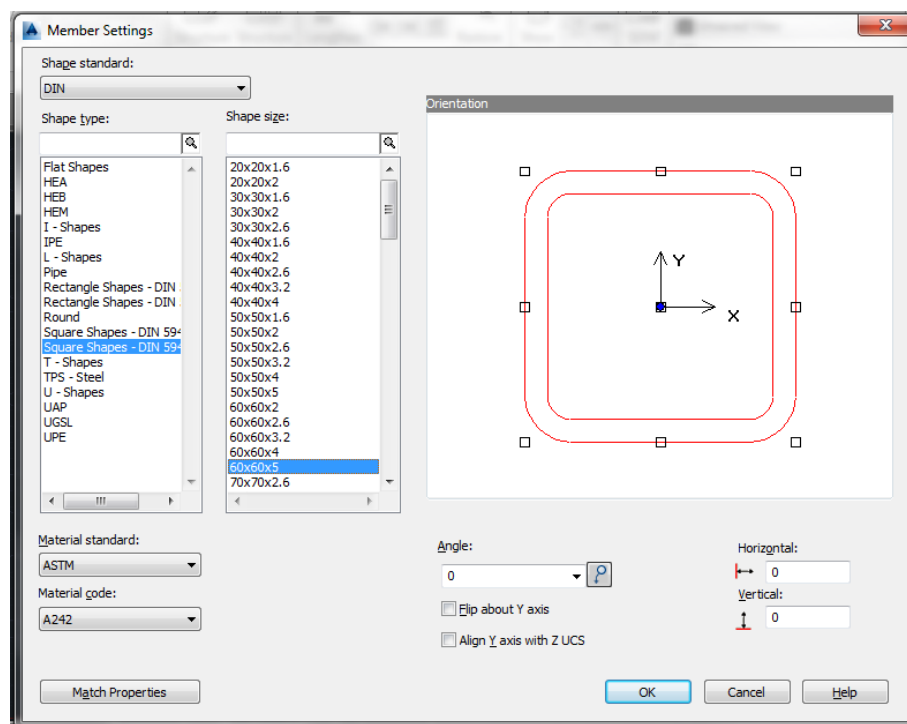 Member Settings
Shape standard:
DIN
Shape type:
Flat Shapes
HEA
HEB
HEM
I - Shapes
IPE
L - Shapes
Pipe
Rectangle Shapes - DIN
Rectangle Shapes - DIN
Round
Square Shapes - DIN 594
Square Shapes - DIN 594
T - Shapes
TPS - Steel
U - Shapes
UAP
UGSL
UPE
Shape size:
20x20x1.6
20x20x2
30x30x1.6
30x30x2
30x30x2.6
40x40x1.6
40x40x2
40x40x2.6
40x40x3.2
40x40x4
50x50x1.6
50x50x2
50x50x2.6
50x50x3.2
50x50x4
50x50x5
60x60x2
60x60x2.6
60x60x3.2
60x60x4
60x60x5
70x70x2.6
Orientation
Y
X
Material standard:
ASTM
Material code:
A242
Angle:
0
Flip about Y axis
Align Y axis with Z UCS
Horizontal:
0
Vertical:
0
Match Properties
OK
Cancel
Help